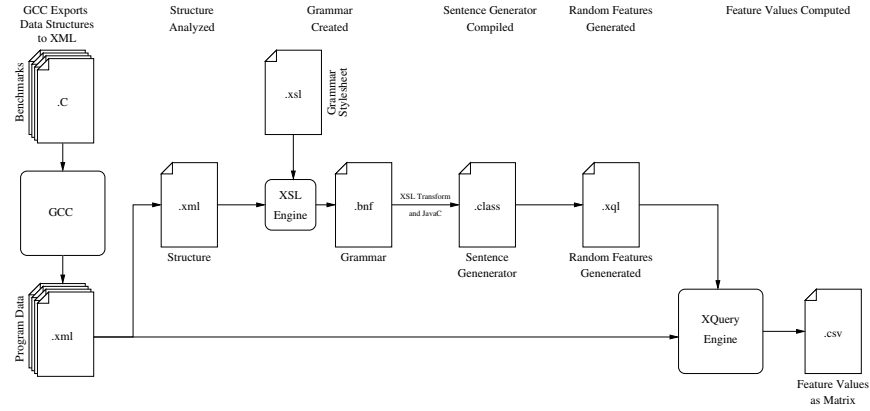 GCC Exports
Data Structures
to XML
Structure
Analyzed
Grammar
Created
Sentence Generator
Compiled
Random Features
Generated
Feature Values Computed
Benchmarks
.C
.xsl
Grammar
Stylesheet
GCC
.xml
Structure
XSL
Engine
.bnf
Grammar
XSL Transform
and JavaC
.class
Sentence
Genenerator
.xql
Random Features
Genenerated
Program Data
.xml
XQuery
Engine
.csv
Feature Values
as Matrix